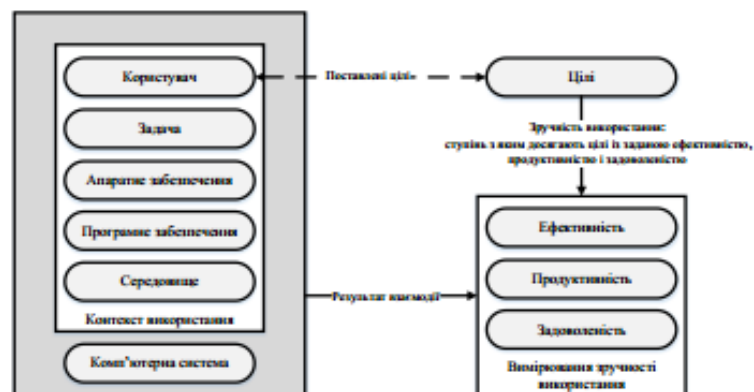 Користувач
Поставлені цілі
Цілі
Задача
Зручність використання:
ступінь з яким досягають цілі із заданою ефективністю,
продуктивністю і задоволеністю
Апаратне забезпечення
Програмне забезпечення
Середовище
Контекст використання
Комп'ютерна система
Результат взаємодії
Ефективність
Продуктивність
Задоволеність
Вимірювання зручності
використання